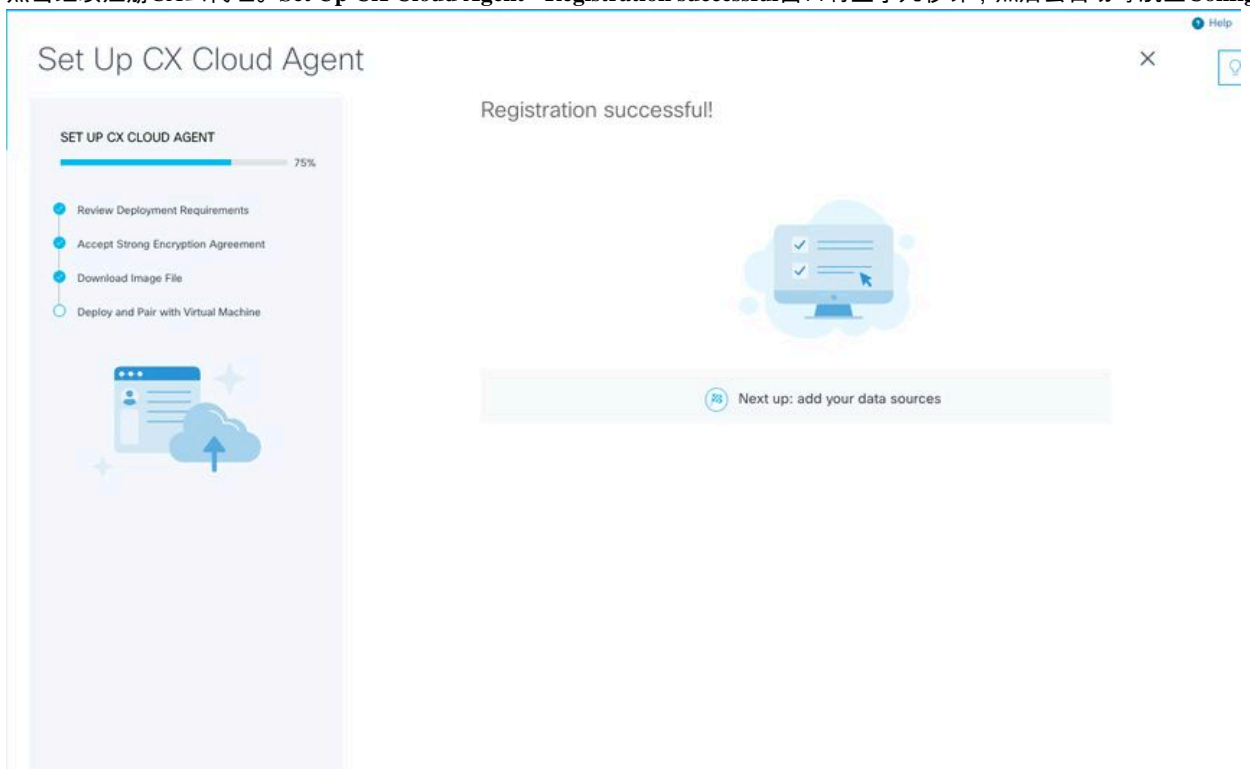 Help
Set Up CX Cloud Agent
Registration successful!
SET UP CX CLOUD AGENT
75%
Review Deployment Requirements
Accept Strong Encryption Agreement
Download Image File
Deploy and Pair with Virtual Machine
Next up: add your data sources